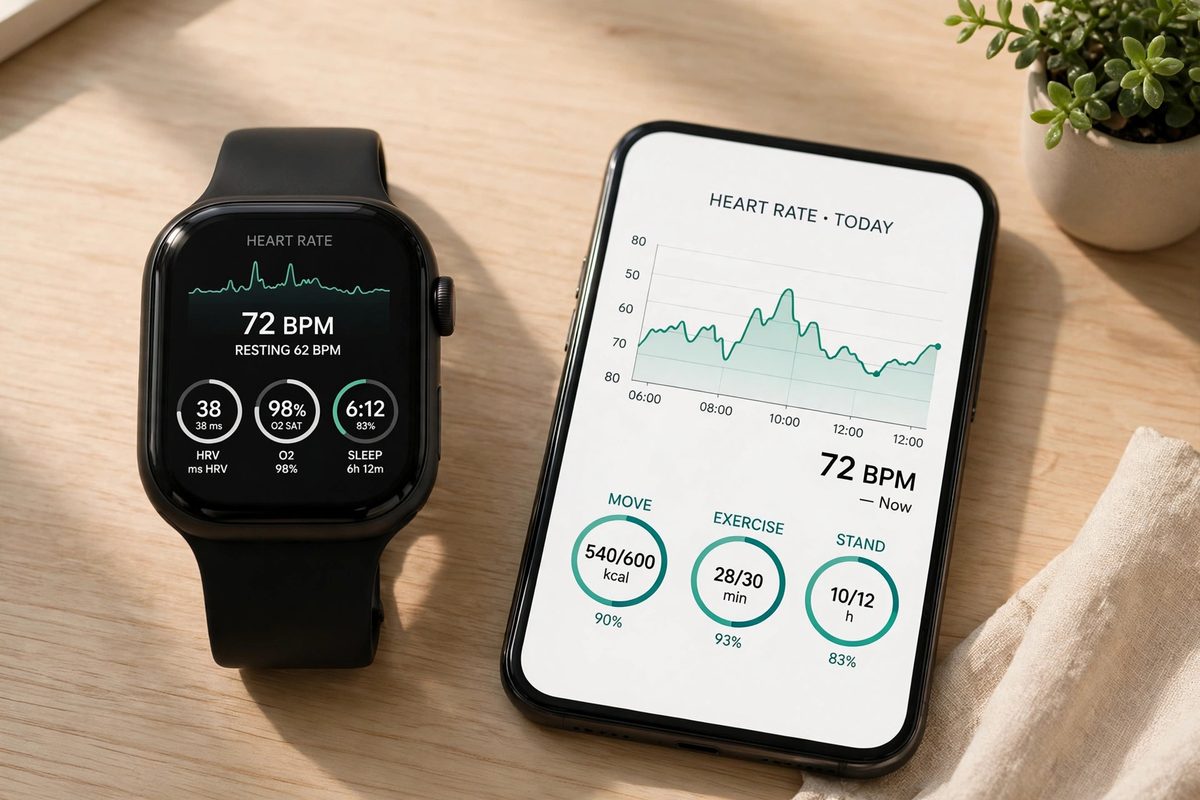 HEART RATE
72 BPM
RESTING 62 BPM
38
38 ms
HRV
ms HRV
98%
O2 SAT
O2
98%
6:12
83%
SLEEP
6h 12m
HEART RATE • TODAY
80
50
60
70
80
06:00
08:00
10:00
12:00
12:00
72 BPM
— Now
MOVE
540/600
kcal
90%
EXERCISE
28/30
min
93%
STAND
10/12
h
83%